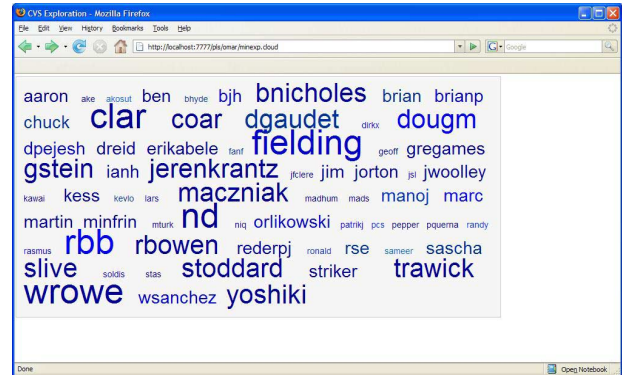 CVS Exploration - Mozilla Firefox
File Edit View History Bookmarks Tools Help
http://localhost:7777/pls/omar/minexp.cloud
Google
aaron ake akosut ben bhyde bjh bnicholes brian brianp
chuck clar coar dgaudet dirkx dougm
dpejesh dreid erikabele fanf fielding geoff gregames
gstein ianh jerenkrantz jfclere jim jorton jsl jwoolley
kawai kess kevlo lars maczniak madhum mads manoj marc
martin minfrin mturk nd niq orlikowski patrikj pcs pepper pquerna randy
rasmus rbb rbowen rederpj ronald rse sameer sascha
slive soldis stas stoddard striker trawick
wrowe wsanchez yoshiki
Done
Open Notebook